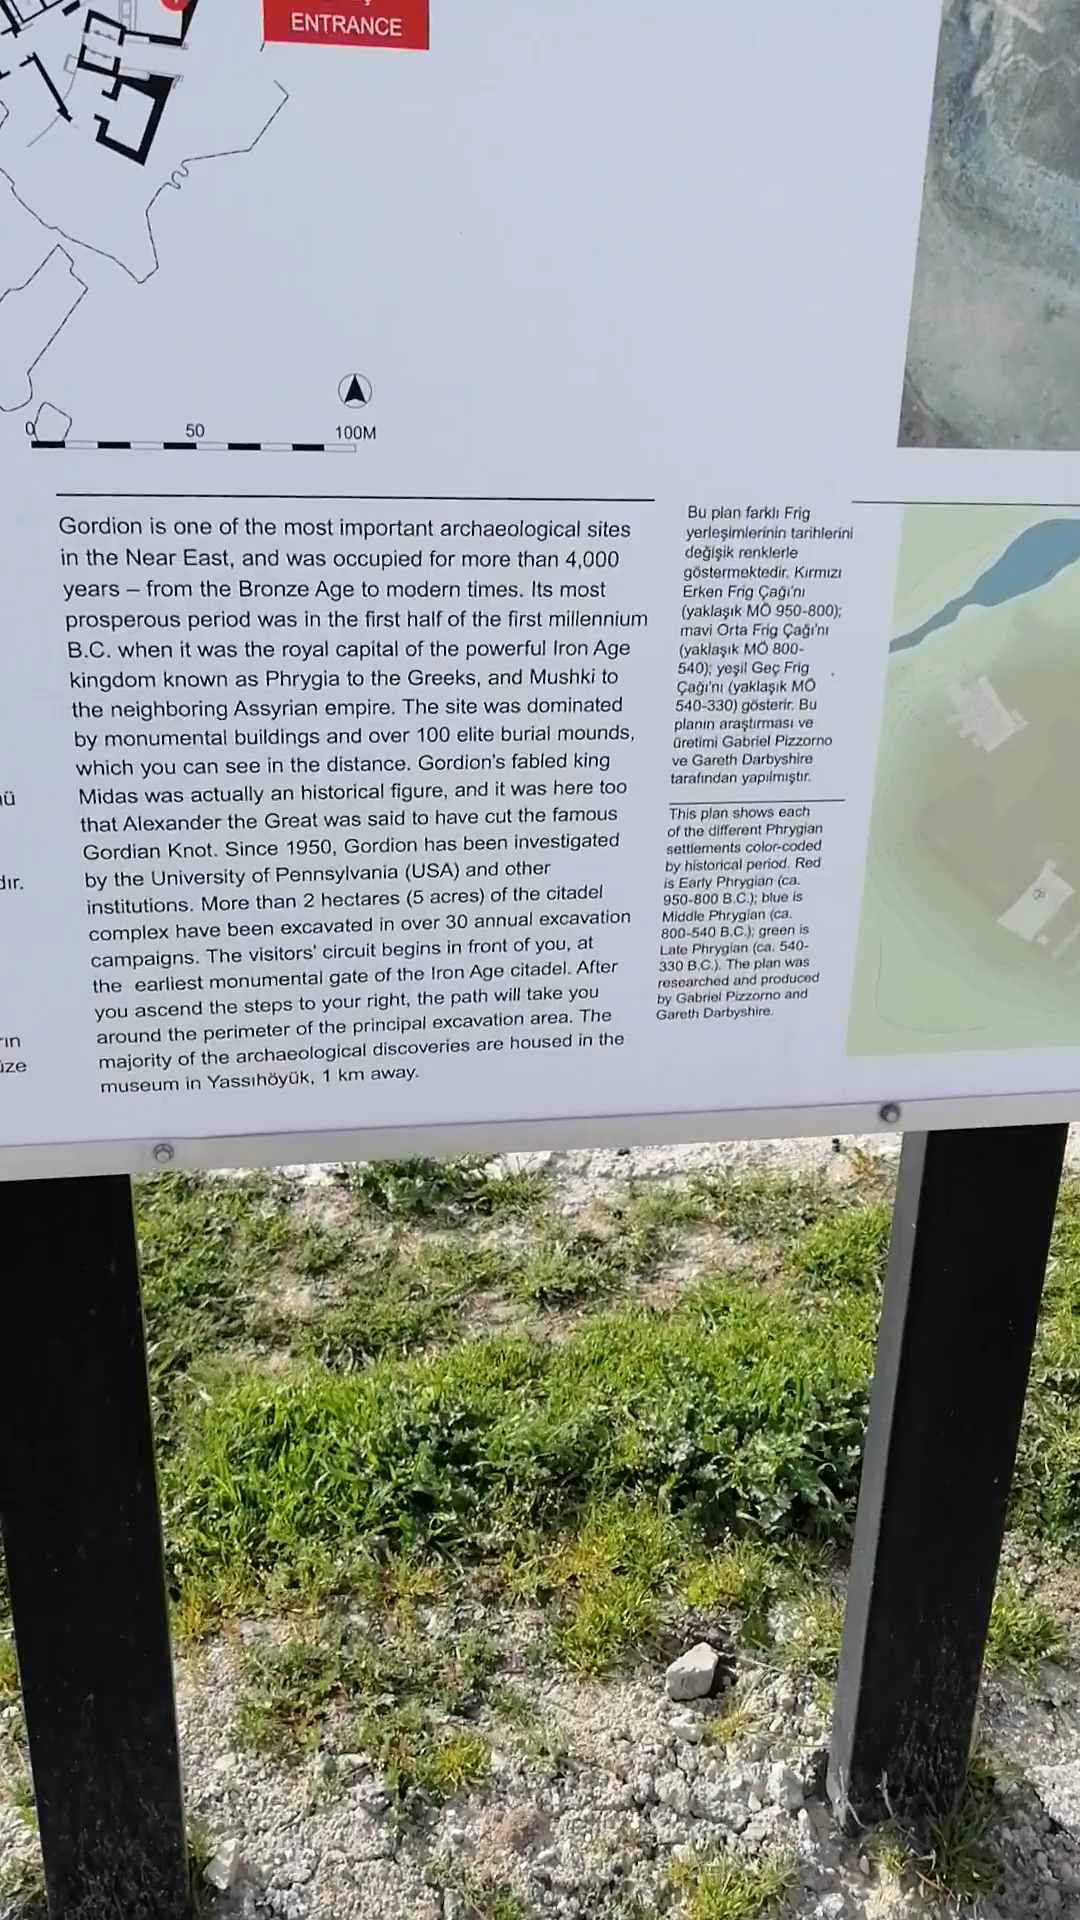 ENTRANCE
0 50 100M
Gordion is one of the most important archaeological sites
in the Near East, and was occupied for more than 4,000
years – from the Bronze Age to modern times. Its most
prosperous period was in the first half of the first millennium
B.C. when it was the royal capital of the powerful Iron Age
kingdom known as Phrygia to the Greeks, and Mushki to
the neighboring Assyrian empire. The site was dominated
by monumental buildings and over 100 elite burial mounds,
which you can see in the distance. Gordion's fabled king
Midas was actually an historical figure, and it was here too
that Alexander the Great was said to have cut the famous
Gordian Knot. Since 1950, Gordion has been investigated
by the University of Pennsylvania (USA) and other
institutions. More than 2 hectares (5 acres) of the citadel
complex have been excavated in over 30 annual excavation
campaigns. The visitors' circuit begins in front of you, at
the earliest monumental gate of the Iron Age citadel. After
you ascend the steps to your right, the path will take you
around the perimeter of the principal excavation area. The
majority of the archaeological discoveries are housed in the
museum in Yassıhöyük, 1 km away.
Bu plan farklı Frig
yerleşimlerinin tarihlerini
değişik renklerle
göstermektedir. Kırmızı
Erken Frig Çağı'nı
(yaklaşık MÖ 950-800);
mavi Orta Frig Çağı'nı
(yaklaşık MÖ 800-
540); yeşil Geç Frig
Çağı'nı (yaklaşık MÖ
540-330) gösterir. Bu
planın araştırması ve
üretimi Gabriel Pizzorno
ve Gareth Darbyshire
tarafından yapılmıştır.
This plan shows each
of the different Phrygian
settlements color-coded
by historical period. Red
is Early Phrygian (ca.
950-800 B.C.); blue is
Middle Phrygian (ca.
800-540 B.C.); green is
Late Phrygian (ca. 540-
330 B.C.). The plan was
researched and produced
by Gabriel Pizzorno and
Gareth Darbyshire.